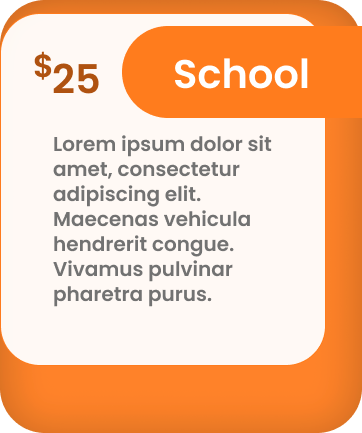 $25
School
Lorem ipsum dolor sit
amet, consectetur
adipiscing elit.
Maecenas vehicula
hendrerit congue.
Vivamus pulvinar
pharetra purus.